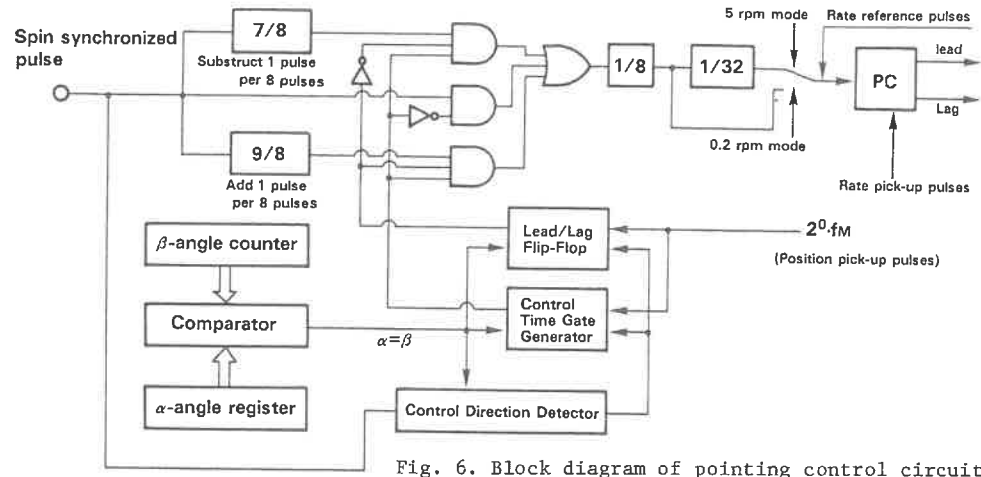 5 rpm mode
Rate reference pulses
Spin synchronized
pulse
7/8
Substruct 1 pulse
per 8 pulses
1/8
1/32
PC
lead
Lag
0.2 rpm mode
Rate pick-up pulses
9/8
Add 1 pulse
per 8 pulses
β-angle counter
Comparator
α=β
α-angle register
Lead/Lag
Flip-Flop
2⁰·fM
(Position pick-up pulses)
Control
Time Gate
Generator
Control Direction Detector
Fig. 6. Block diagram of pointing control circuit